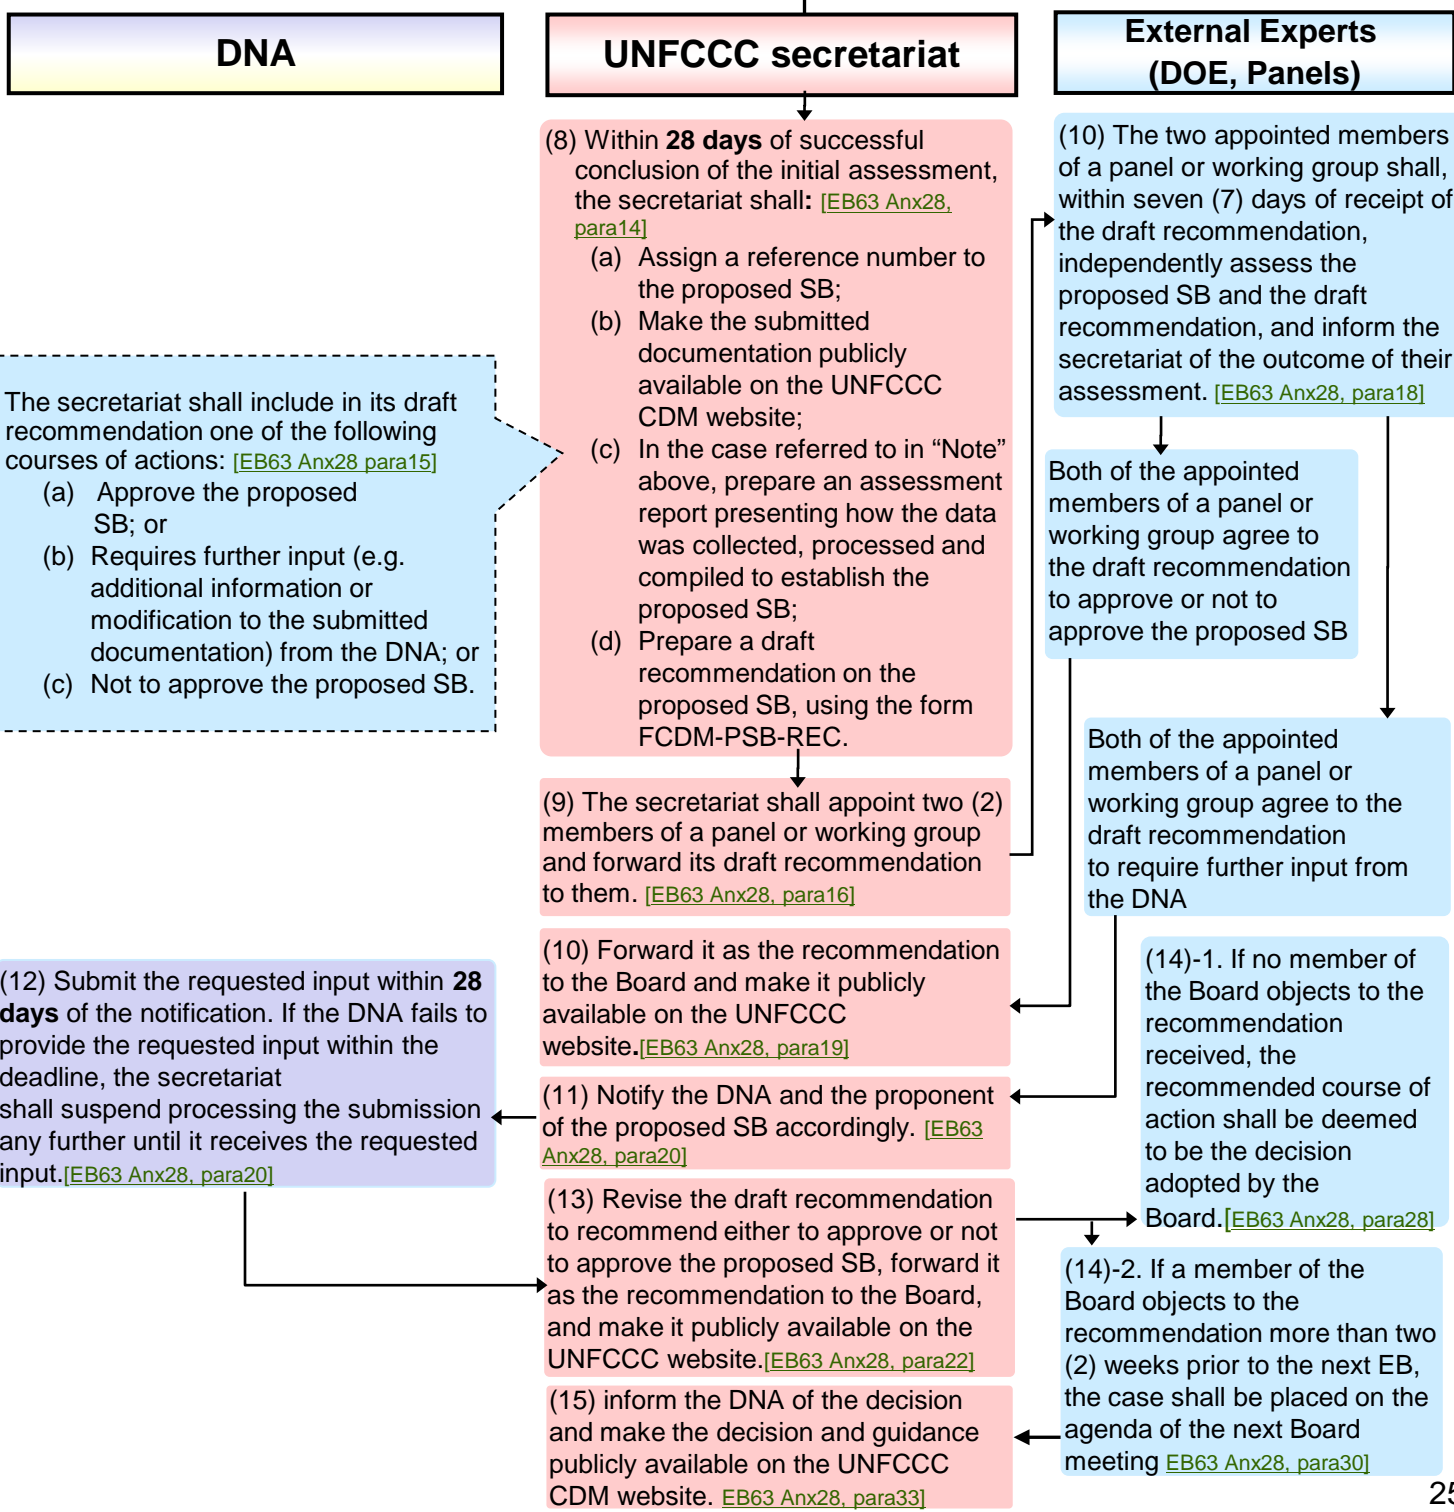 DNA
UNFCCC secretariat
External Experts
(DOE, Panels)
(8) Within 28 days of successful
conclusion of the initial assessment,
the secretariat shall: [EB63 Anx28,
para14]
(a) Assign a reference number to
the proposed SB;
(b) Make the submitted
documentation publicly
available on the UNFCCC
CDM website;
(c) In the case referred to in “Note”
above, prepare an assessment
report presenting how the data
was collected, processed and
compiled to establish the
proposed SB;
(d) Prepare a draft
recommendation on the
proposed SB, using the form
FCDM-PSB-REC.
The secretariat shall include in its draft
recommendation one of the following
courses of actions: [EB63 Anx28 para15]
(a) Approve the proposed
SB; or
(b) Requires further input (e.g.
additional information or
modification to the submitted
documentation) from the DNA; or
(c) Not to approve the proposed SB.
(9) The secretariat shall appoint two (2)
members of a panel or working group
and forward its draft recommendation
to them. [EB63 Anx28, para16]
(10) The two appointed members
of a panel or working group shall,
within seven (7) days of receipt of
the draft recommendation,
independently assess the
proposed SB and the draft
recommendation, and inform the
secretariat of the outcome of their
assessment. [EB63 Anx28, para18]
Both of the appointed
members of a panel or
working group agree to
the draft recommendation
to approve or not to
approve the proposed SB
Both of the appointed
members of a panel or
working group agree to the
draft recommendation
to require further input from
the DNA
(10) Forward it as the recommendation
to the Board and make it publicly
available on the UNFCCC
website.[EB63 Anx28, para19]
(11) Notify the DNA and the proponent
of the proposed SB accordingly. [EB63
Anx28, para20]
(12) Submit the requested input within 28
days of the notification. If the DNA fails to
provide the requested input within the
deadline, the secretariat
shall suspend processing the submission
any further until it receives the requested
input.[EB63 Anx28, para20]
(13) Revise the draft recommendation
to recommend either to approve or not
to approve the proposed SB, forward it
as the recommendation to the Board,
and make it publicly available on the
UNFCCC website.[EB63 Anx28, para22]
(14)-1. If no member of
the Board objects to the
recommendation
received, the
recommended course of
action shall be deemed
to be the decision
adopted by the
Board.[EB63 Anx28, para28]
(14)-2. If a member of the
Board objects to the
recommendation more than two
(2) weeks prior to the next EB,
the case shall be placed on the
agenda of the next Board
meeting EB63 Anx28, para30]
(15) inform the DNA of the decision
and make the decision and guidance
publicly available on the UNFCCC
CDM website. EB63 Anx28, para33]